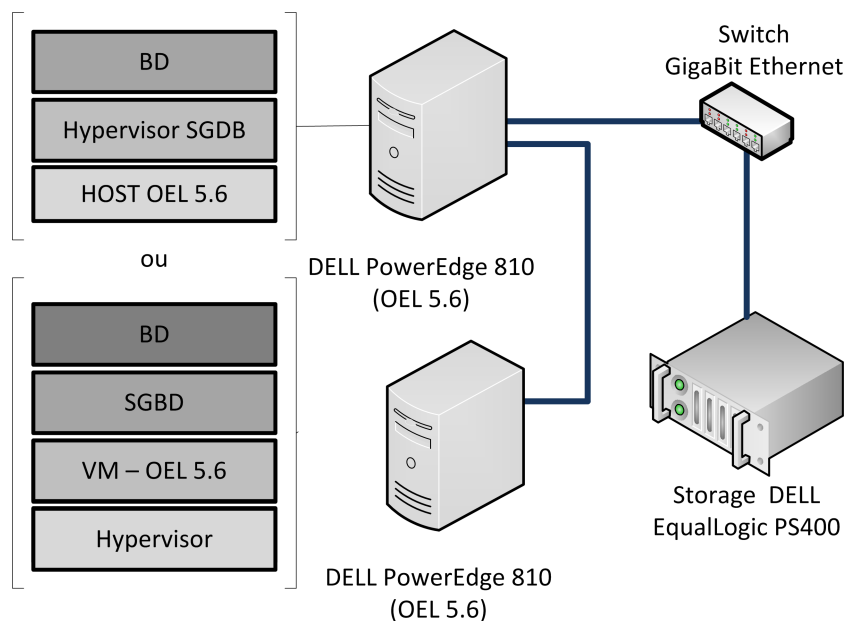 BD
Hypervisor SGDB
HOST OEL 5.6
ou
BD
SGBD
VM – OEL 5.6
Hypervisor
DELL PowerEdge 810
(OEL 5.6)
DELL PowerEdge 810
(OEL 5.6)
Switch
GigaBit Ethernet
Storage DELL
EqualLogic PS400